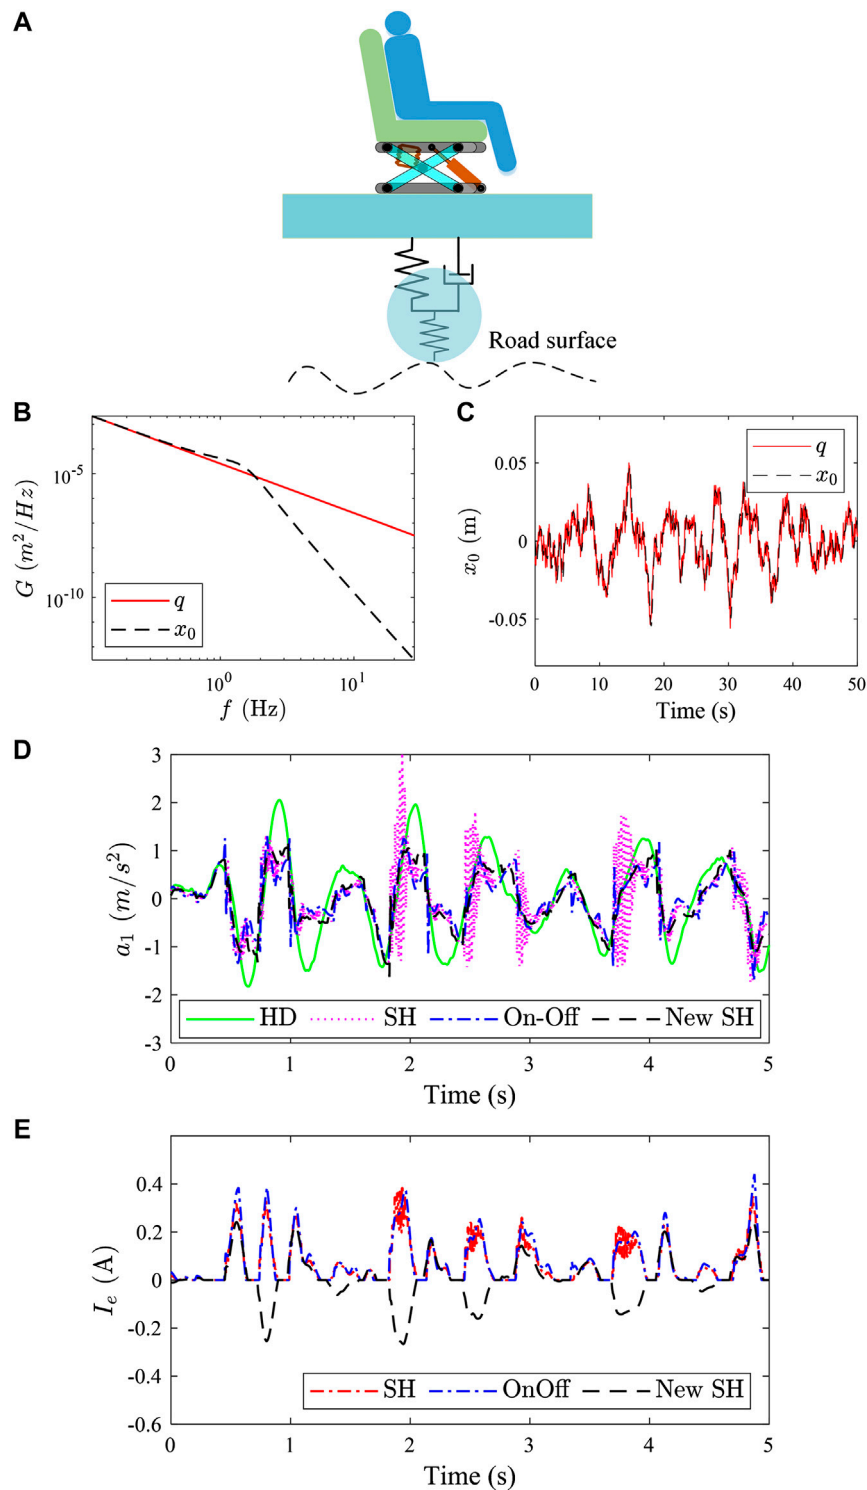 A
Road surface
B
G (m²/Hz)
10⁻⁵
10⁻¹⁰
q
x₀
10⁰
10¹
f (Hz)
C
x₀ (m)
0.05
0
-0.05
q
x₀
0
10
20
30
40
50
Time (s)
D
a₁ (m/s²)
3
2
1
0
-1
-2
-3
HD
SH
On-Off
New SH
0
1
2
3
4
5
Time (s)
E
Iₑ (A)
0.4
0.2
0
-0.2
-0.4
-0.6
SH
OnOff
New SH
0
1
2
3
4
5
Time (s)